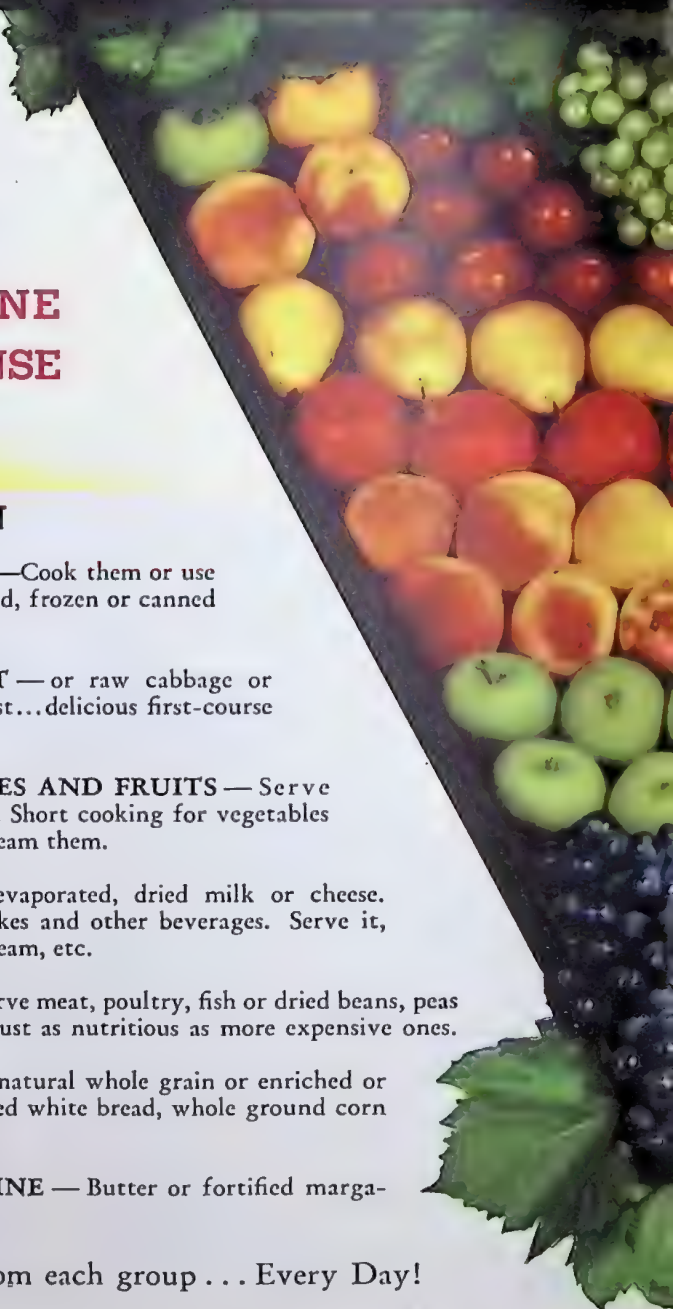 NE
NSE
N
—Cook them or use
d, frozen or canned
T — or raw cabbage or
st...delicious first-course
ES AND FRUITS — Serve
. Short cooking for vegetables
eam them.
evaporated, dried milk or cheese.
kes and other beverages. Serve it,
eam, etc.
rve meat, poultry, fish or dried beans, peas
ust as nutritious as more expensive ones.
natural whole grain or enriched or
ed white bread, whole ground corn
INE — Butter or fortified marga-
om each group . . . Every Day!